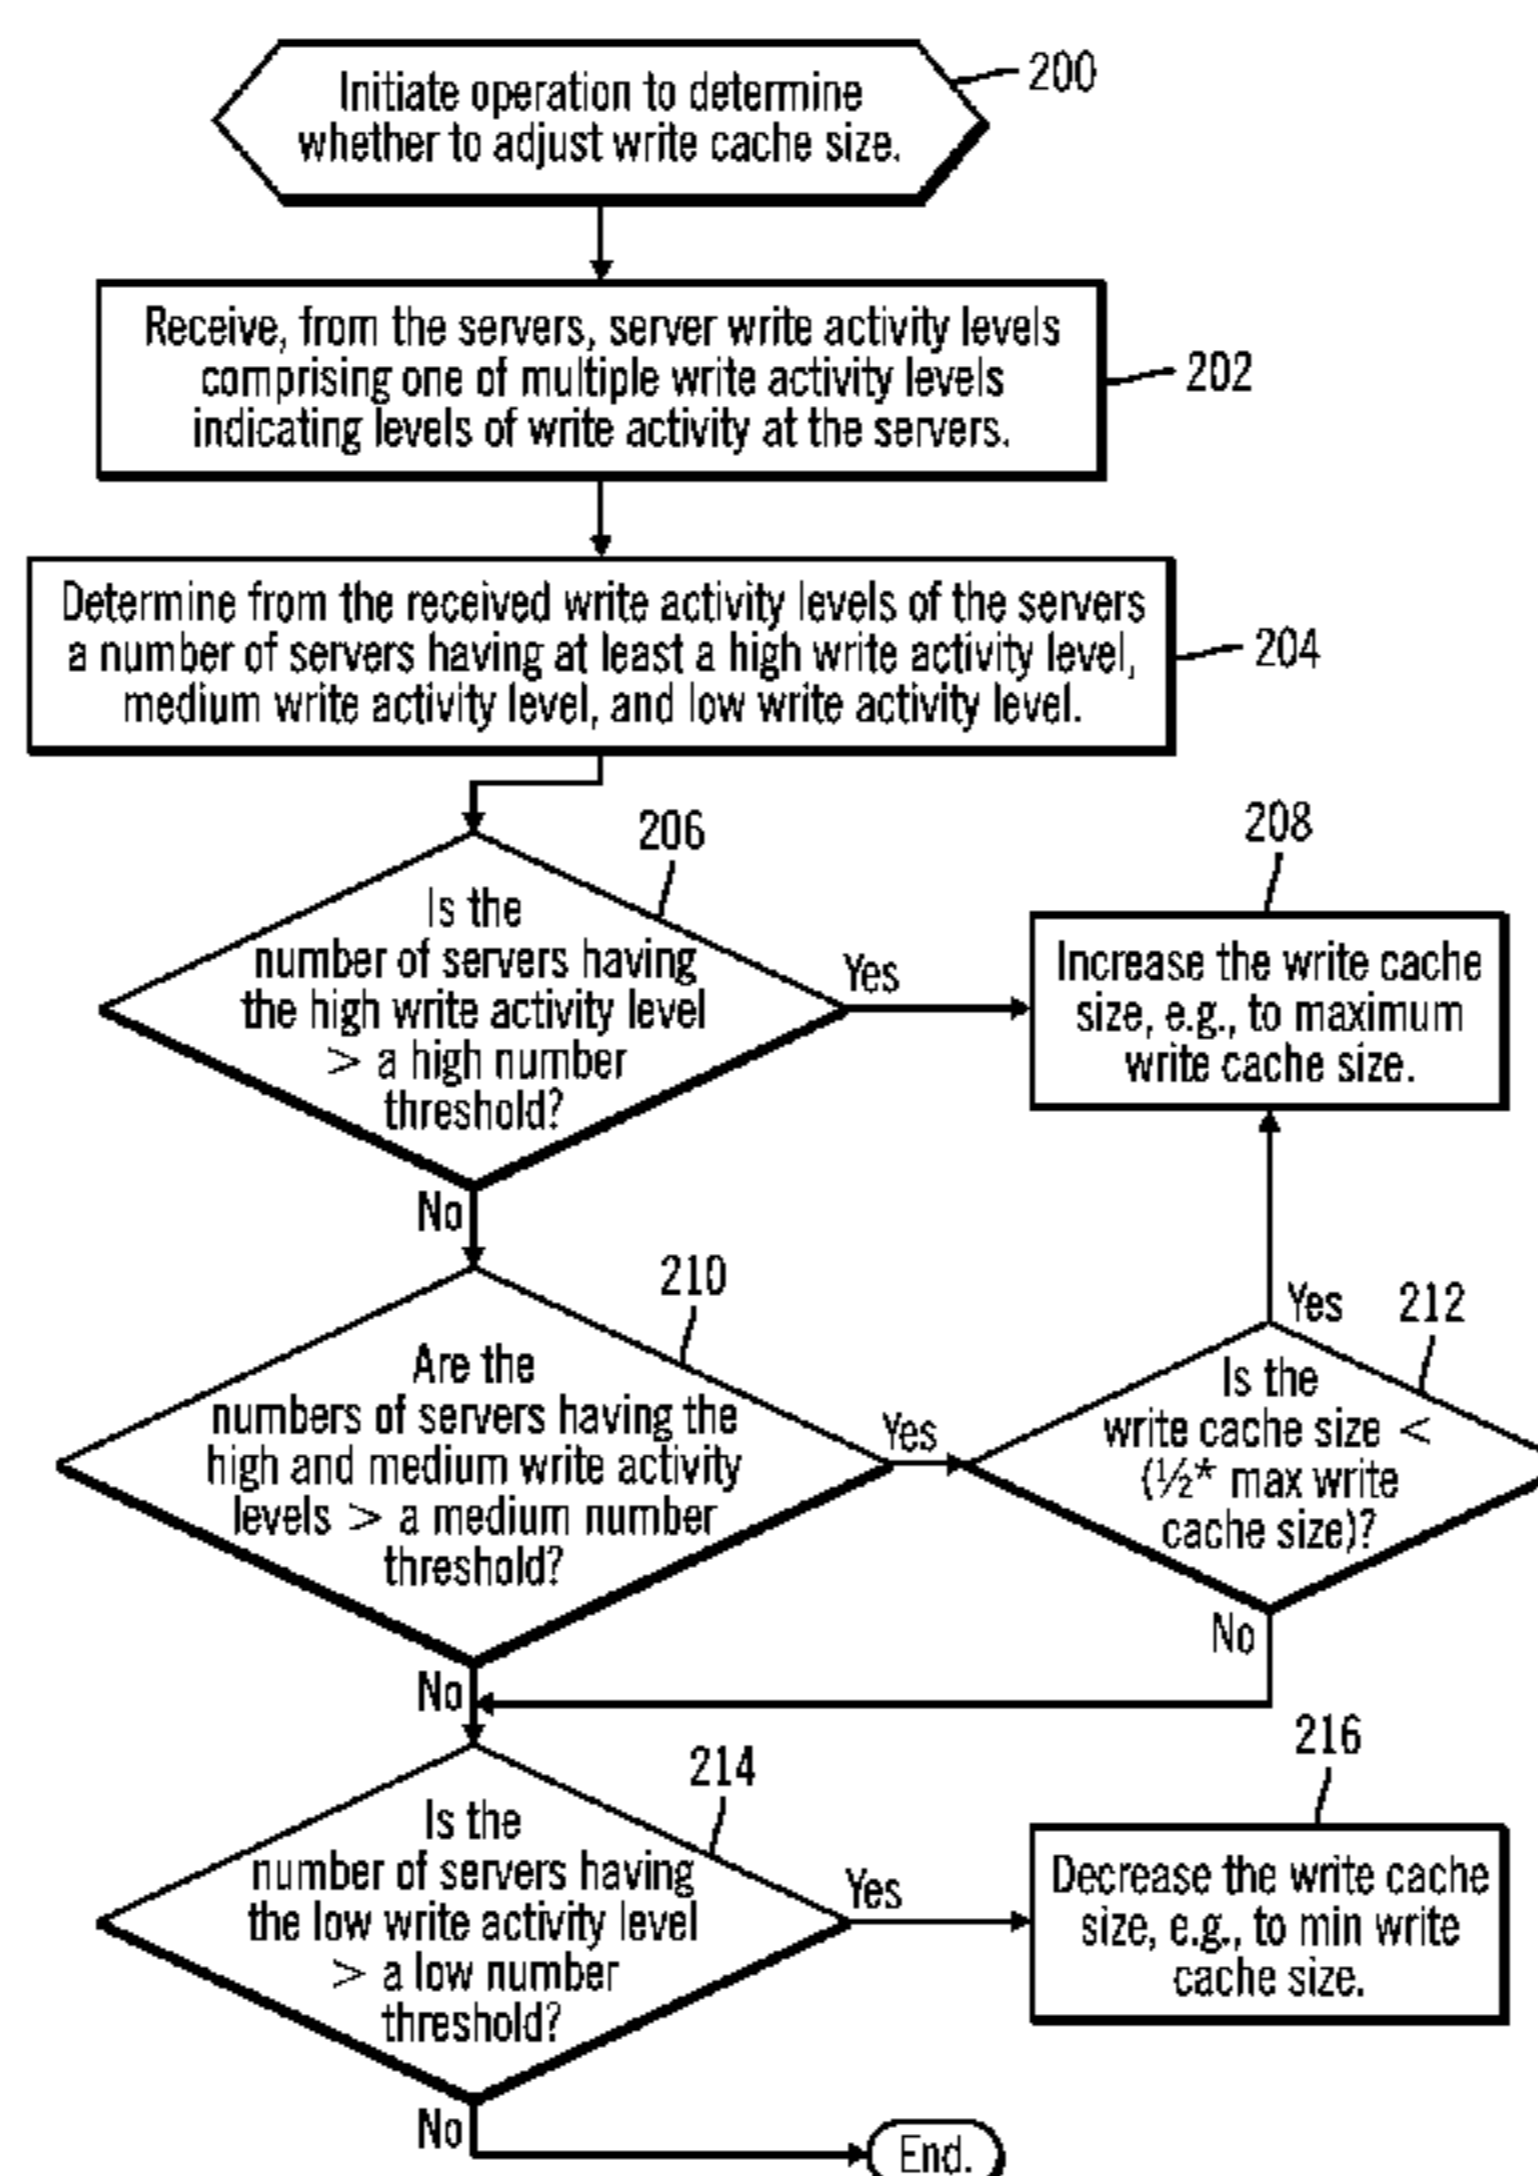 Initiate operation to determine
whether to adjust write cache size.
200
Receive, from the servers, server write activity levels
comprising one of multiple write activity levels
indicating levels of write activity at the servers.
202
Determine from the received write activity levels of the servers
a number of servers having at least a high write activity level,
medium write activity level, and low write activity level.
204
206
Is the
number of servers having
the high write activity level
> a high number
threshold?
Yes
No
208
Increase the write cache
size, e.g., to maximum
write cache size.
210
Are the
numbers of servers having the
high and medium write activity
levels > a medium number
threshold?
Yes
No
212
Yes
Is the
write cache size <
(½* max write
cache size)?
No
214
Is the
number of servers having
the low write activity level
> a low number
threshold?
Yes
No
216
Decrease the write cache
size, e.g., to min write
cache size.
End.